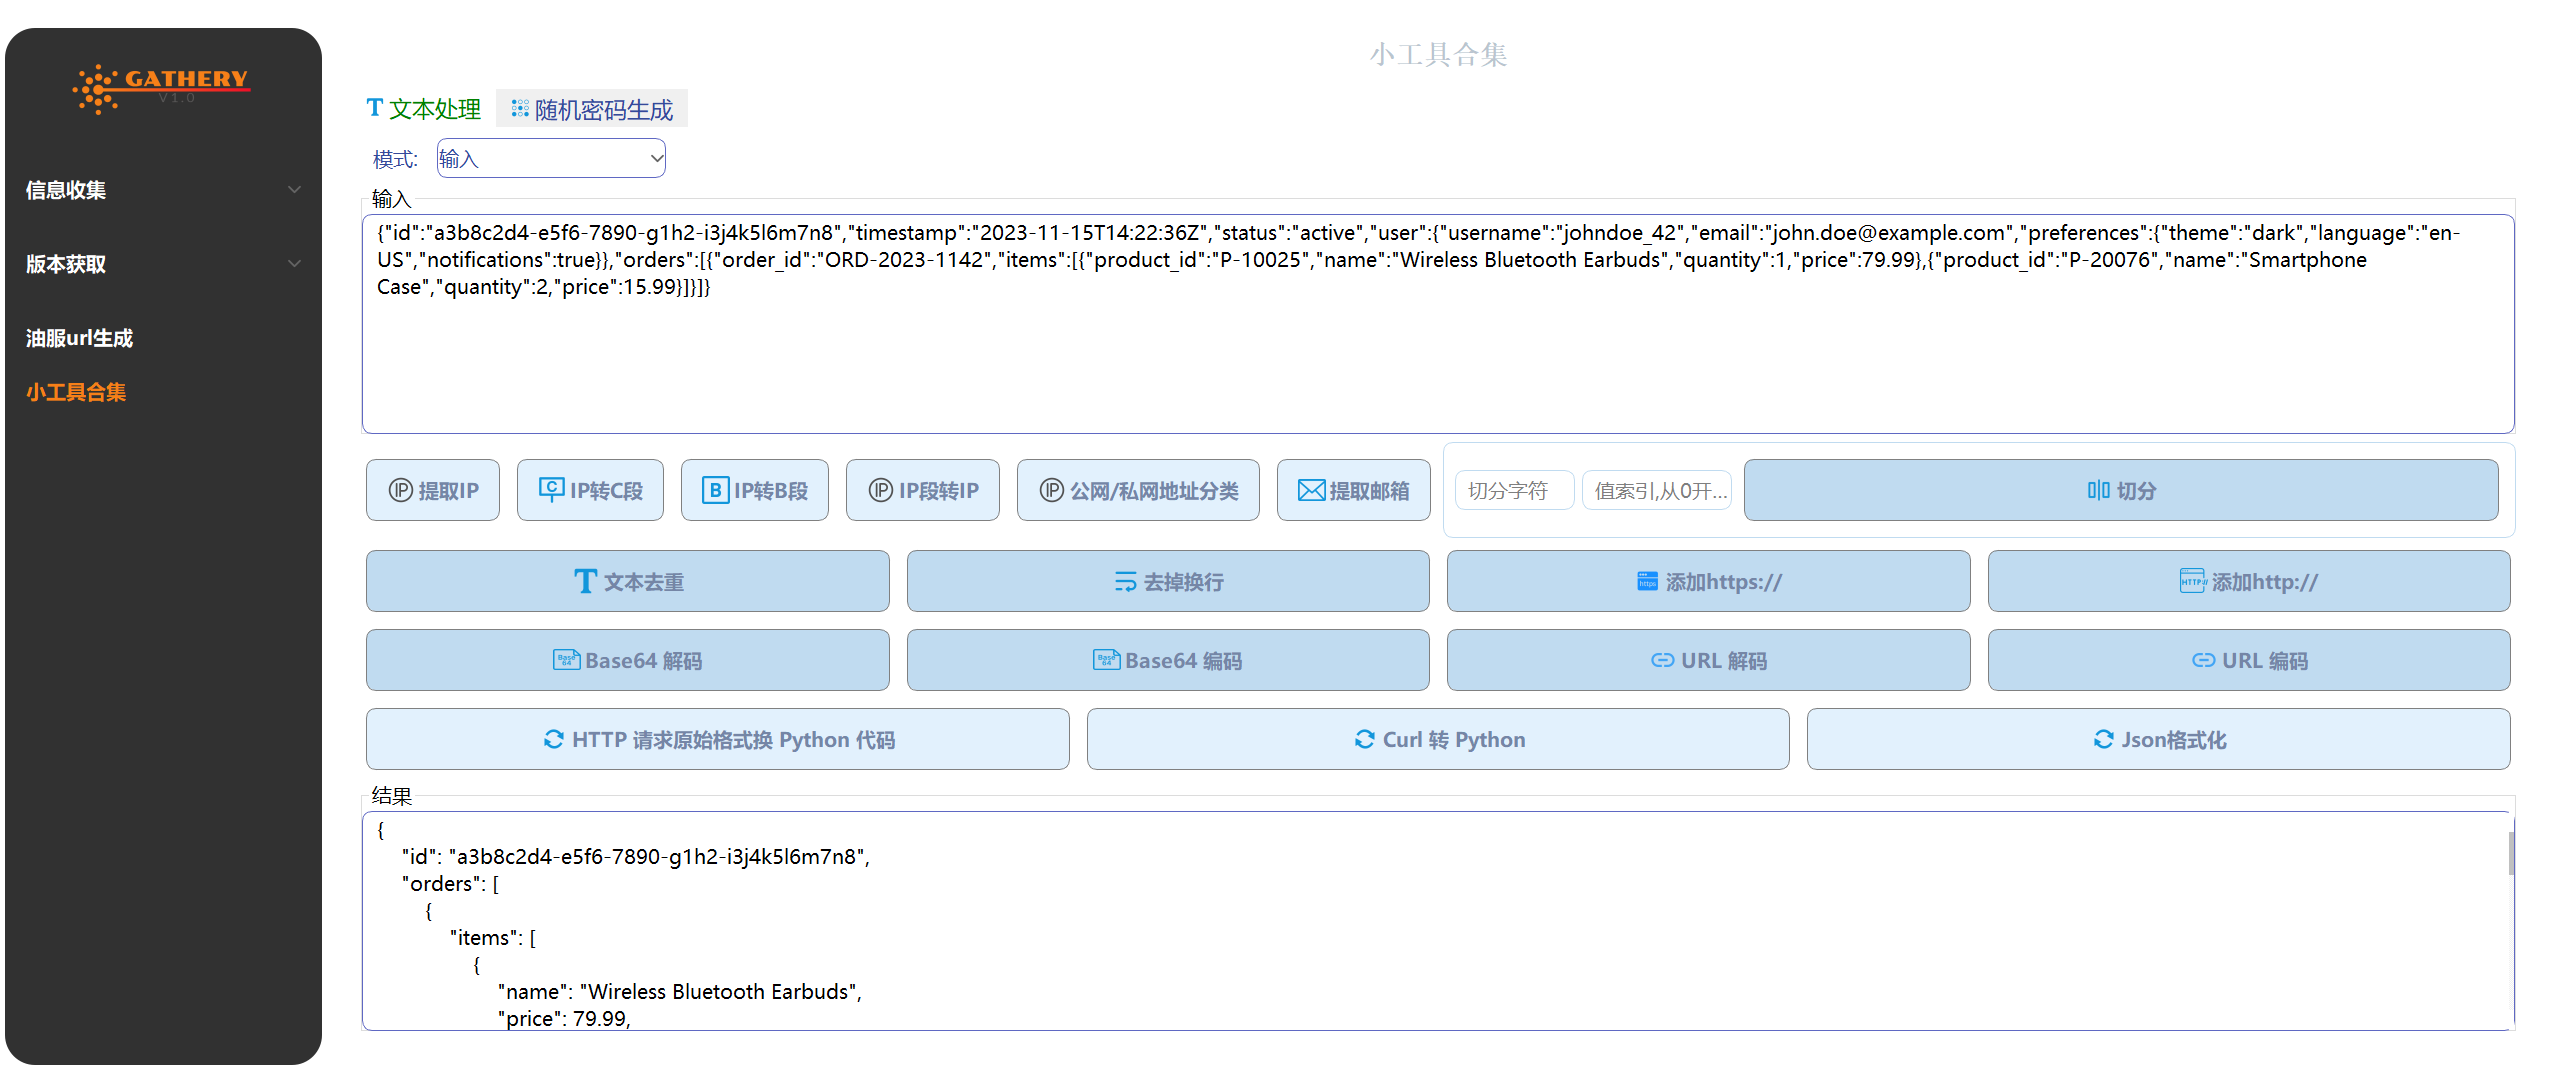 GATHERY
V1.0
信息收集
版本获取
油服url生成
小工具合集
小工具合集
文本处理 随机密码生成
模式: 输入
输入
{"id":"a3b8c2d4-e5f6-7890-g1h2-i3j4k5l6m7n8","timestamp":"2023-11-15T14:22:36Z","status":"active","user":{"username":"johndoe_42","email":"john.doe@example.com","preferences":{"theme":"dark","language":"en-
US","notifications":true}},"orders":[{"order_id":"ORD-2023-1142","items":[{"product_id":"P-10025","name":"Wireless Bluetooth Earbuds","quantity":1,"price":79.99},{"product_id":"P-20076","name":"Smartphone
Case","quantity":2,"price":15.99}]}]}
IP 提取IP C IP转C段 B IP转B段 IP IP段转IP IP 公网/私网地址分类 提取邮箱 切分字符 值索引,从0开... 切分
T 文本去重 去掉换行 https 添加https:// HTTP:// 添加http://
Base64 Base64 解码 Base64 Base64 编码 URL 解码 URL 编码
HTTP 请求原始格式换 Python 代码 Curl 转 Python Json格式化
结果
{
"id": "a3b8c2d4-e5f6-7890-g1h2-i3j4k5l6m7n8",
"orders": [
{
"items": [
{
"name": "Wireless Bluetooth Earbuds",
"price": 79.99,